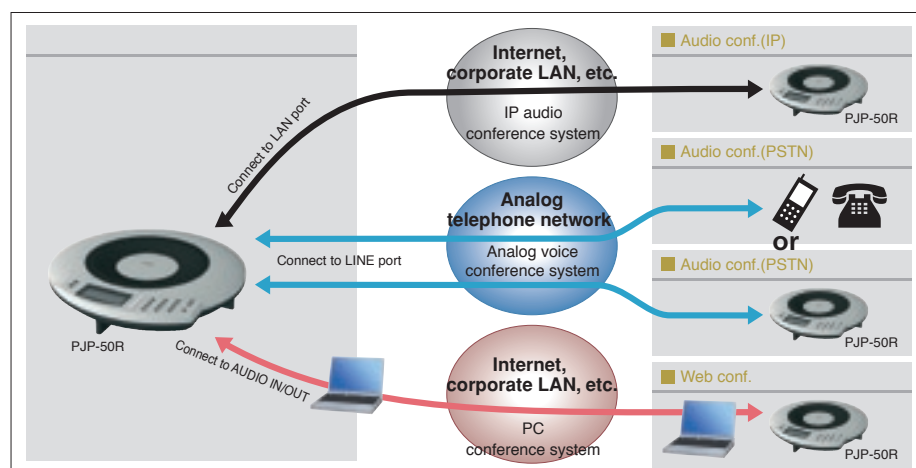 Internet,
corporate LAN, etc.
IP audio
conference system
■ Audio conf.(IP)
PJP-50R
Connect to LAN port
■ Audio conf.(PSTN)
or
Analog
telephone network
Analog voice
conference system
Connect to LINE port
■ Audio conf.(PSTN)
PJP-50R
PJP-50R
Connect to AUDIO IN/OUT
Internet,
corporate LAN, etc.
PC
conference system
■ Web conf.
PJP-50R